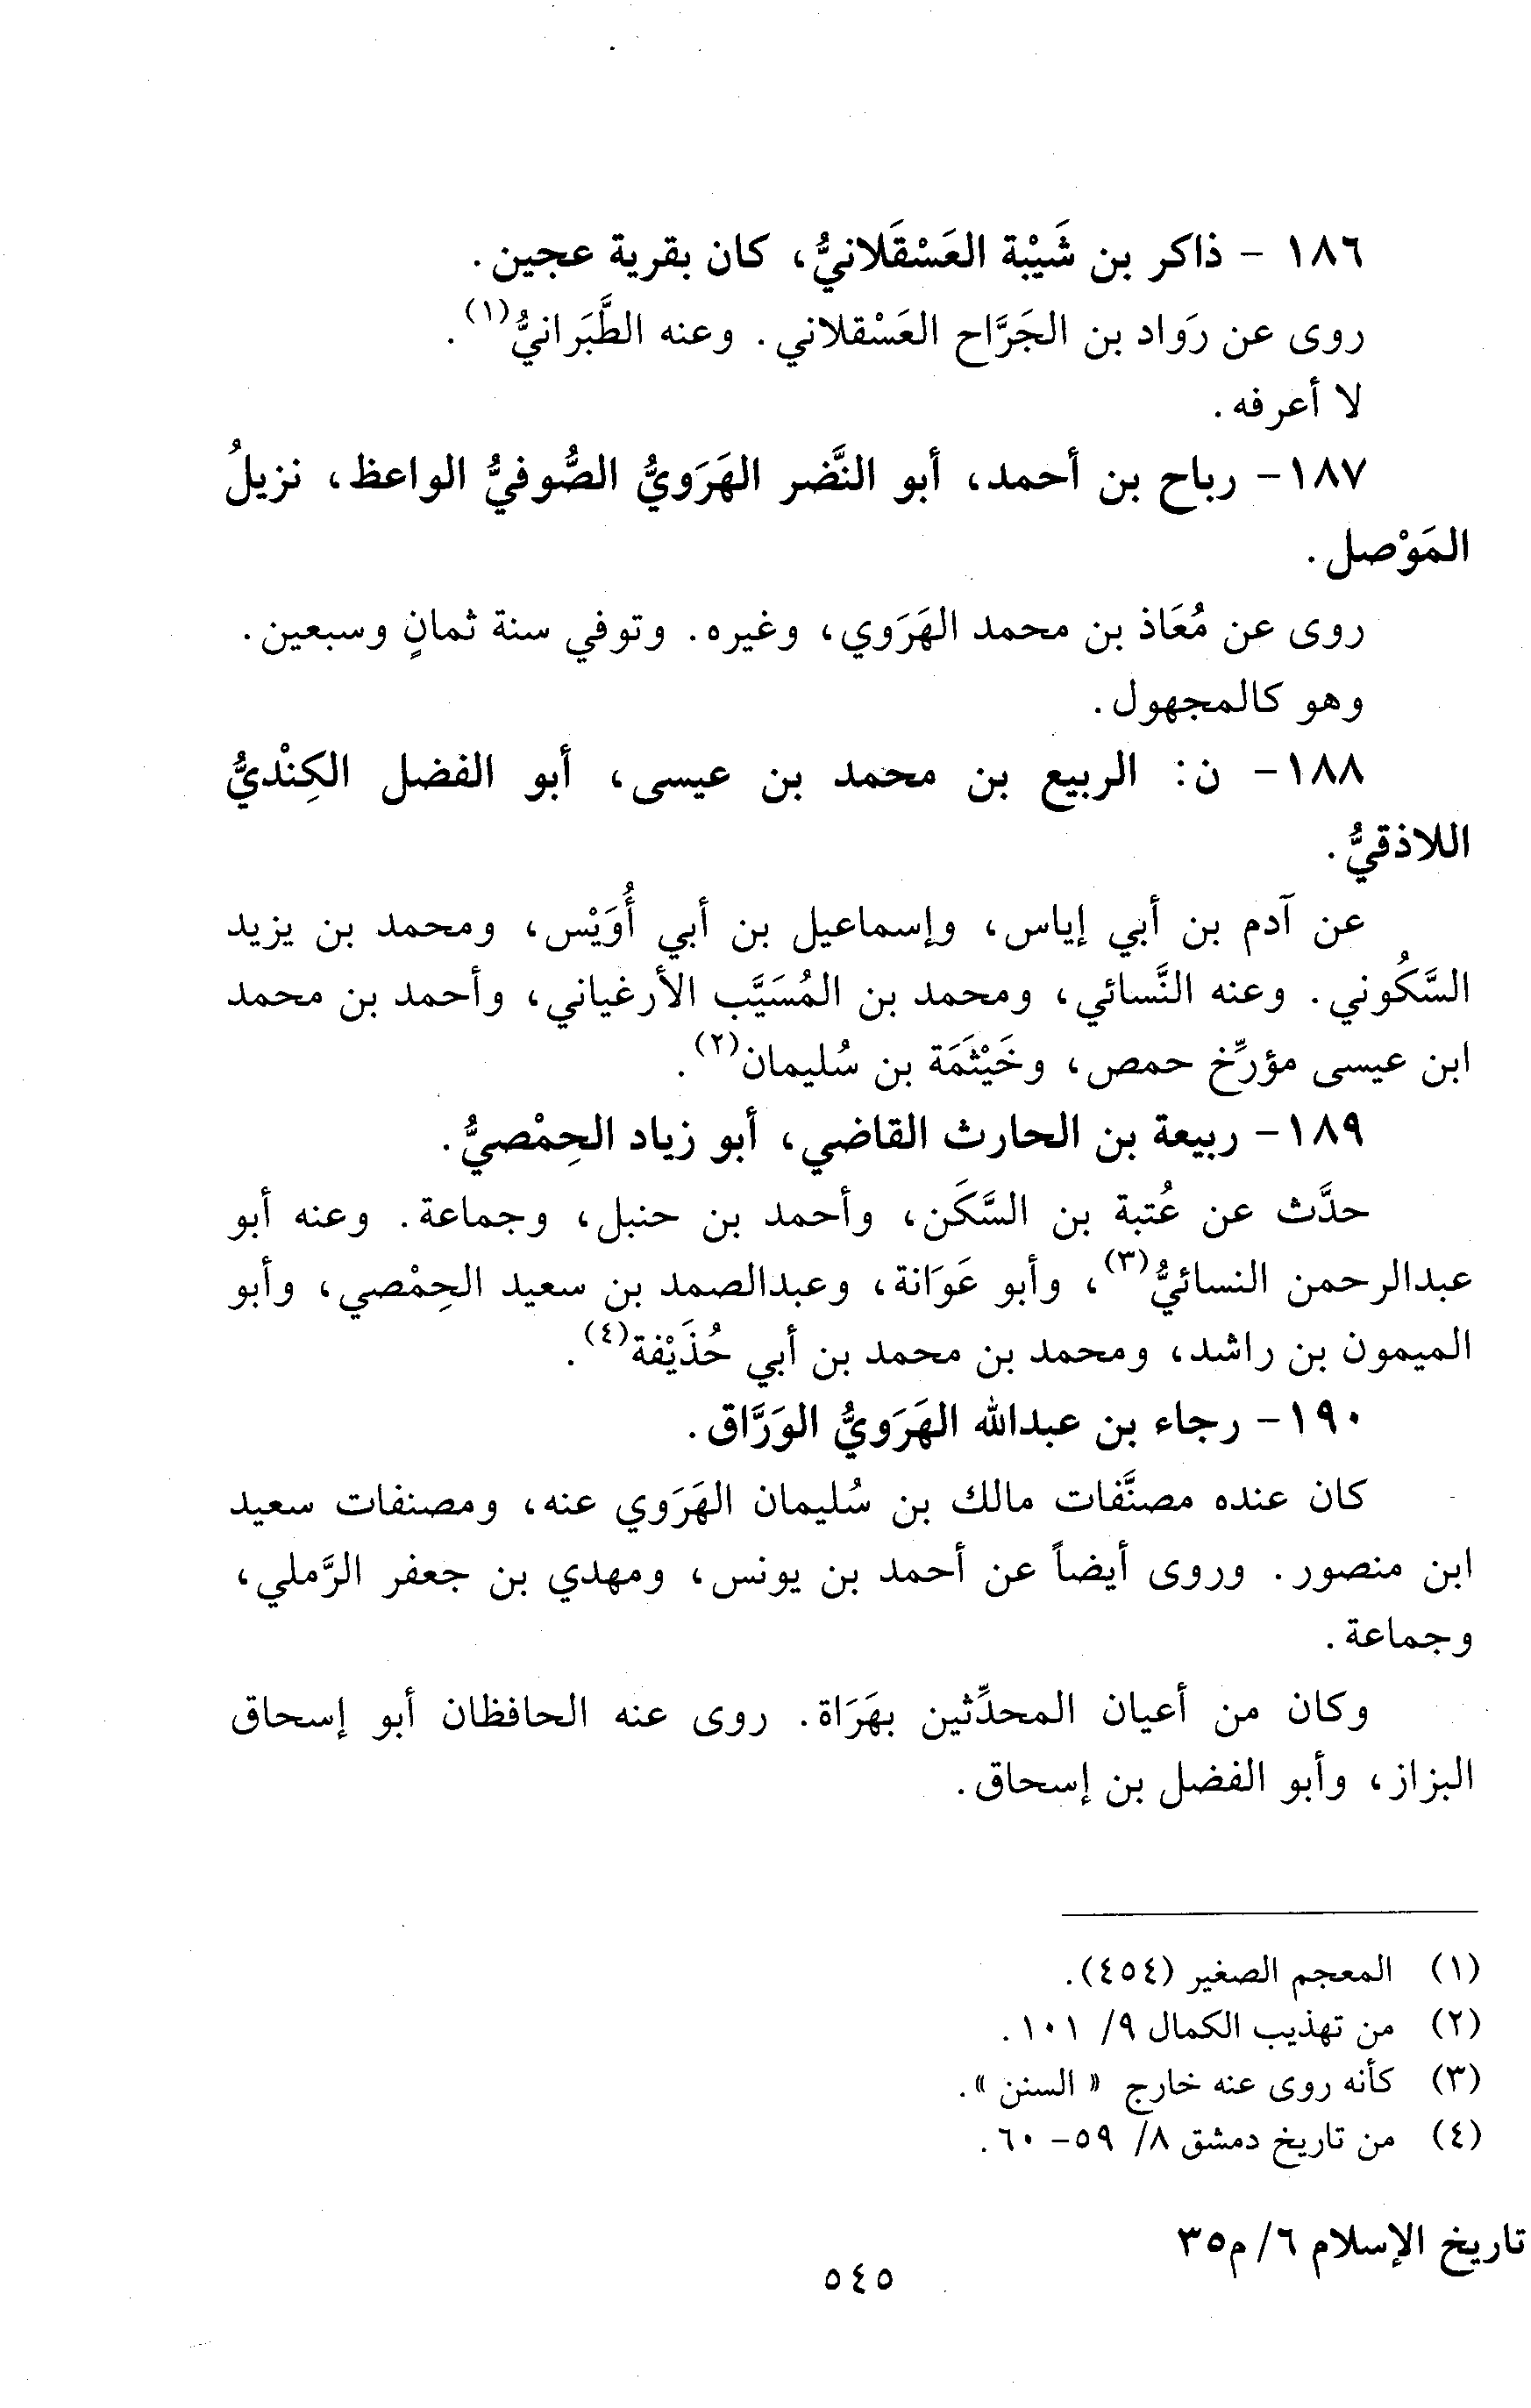 ١٨٦ - ذاكر بن شَيْبة العَسْقَلانيُّ، كان بقرية عجين.
روى عن رَواد بن الجَرَّاح العَسْقلاني. وعنه الطَّبَرانيُّ(١).
لا أعرفه.
١٨٧- رباح بن أحمد، أبو النَّضر الهَرَويُّ الصُّوفيُّ الواعظ، نزيلُ
المَوْصل.
روى عن مُعَاذ بن محمد الهَرَوي، وغيره. وتوفي سنة ثمانٍ وسبعين.
وهو كالمجهول.
١٨٨- ن: الربيع بن محمد بن عيسى، أبو الفضل الكِنْديُّ
اللاذقيُّ.
عن آدم بن أبي إياس، وإسماعيل بن أبي أُوَيْس، ومحمد بن يزيد
السَّكُوني. وعنه النَّسائي، ومحمد بن المُسَيَّب الأرغياني، وأحمد بن محمد
ابن عيسى مؤرِّخ حمص، وخَيْثَمَة بن سُليمان(٢).
١٨٩- ربيعة بن الحارث القاضي، أبو زياد الحِمْصيُّ.
حدَّث عن عُتبة بن السَّكَن، وأحمد بن حنبل، وجماعة. وعنه أبو
عبدالرحمن النسائيُّ(٣)، وأبو عَوَانة، وعبدالصمد بن سعيد الحِمْصي، وأبو
الميمون بن راشد، ومحمد بن محمد بن أبي حُذَيْفة(٤).
١٩٠- رجاء بن عبدالله الهَرَويُّ الوَرَّاق.
كان عنده مصنَّفات مالك بن سُليمان الهَرَوي عنه، ومصنفات سعيد
ابن منصور. وروى أيضاً عن أحمد بن يونس، ومهدي بن جعفر الرَّملي،
وجماعة.
وكان من أعيان المحدِّثين بهَرَاة. روى عنه الحافظان أبو إسحاق
البزاز، وأبو الفضل بن إسحاق.
(١) المعجم الصغير (٤٥٤).
(٢) من تهذيب الكمال ٩/ ١٠١.
(٣) كأنه روى عنه خارج «السنن».
(٤) من تاريخ دمشق ٨/ ٥٩- ٦٠.
تاريخ الإسلام ٦/ م٣٥
٥٤٥